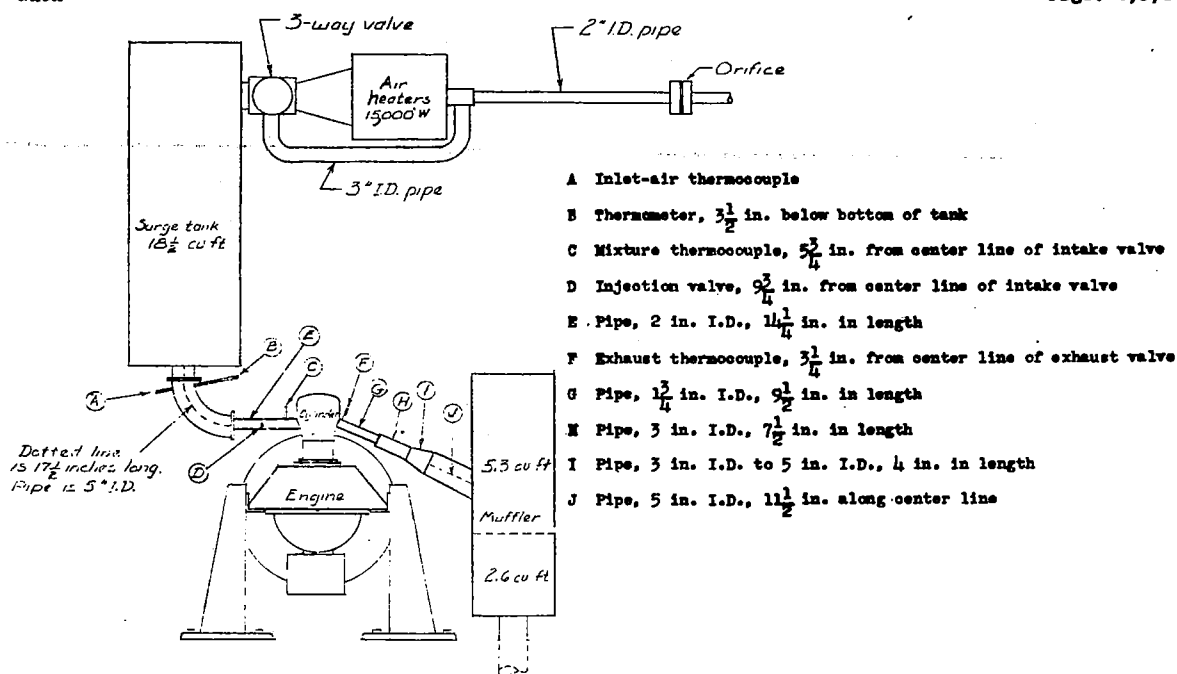 3-way valve
2" I.D. pipe
Orifice
Air
heaters
15,000 W
3" I.D. pipe
Surge tank
18½ cu ft
A Inlet-air thermocouple
B Thermometer, 3½ in. below bottom of tank
C Mixture thermocouple, 5¾ in. from center line of intake valve
D Injection valve, 9¾ in. from center line of intake valve
E Pipe, 2 in. I.D., 14¼ in. in length
F Exhaust thermocouple, 3¼ in. from center line of exhaust valve
G Pipe, 1¾ in. I.D., 9½ in. in length
H Pipe, 3 in. I.D., 7½ in. in length
I Pipe, 3 in. I.D. to 5 in. I.D., 4 in. in length
J Pipe, 5 in. I.D., 11½ in. along center line
A
B
E
C
F
G
H
I
J
D
Cylinder
Dotted line
is 17½ inches long.
Pipe is 5" I.D.
Engine
5.3 cu ft
Muffler
2.6 cu ft